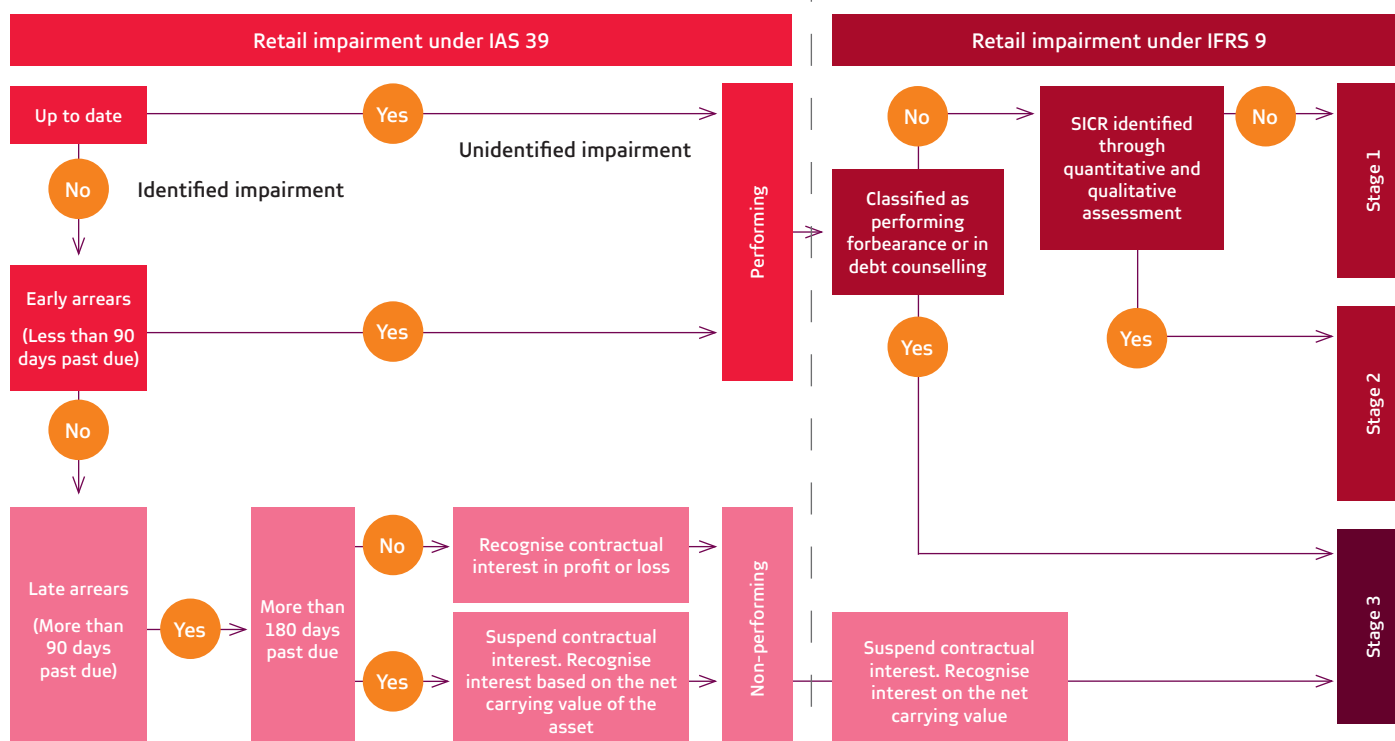 Retail impairment under IAS 39
Retail impairment under IFRS 9
Up to date
Yes
Unidentified impairment
No
Identified impairment
Early arrears
(Less than 90
days past due)
Yes
No
Performing
Late arrears
(More than
90 days
past due)
Yes
More than
180 days
past due
No
Recognise contractual
interest in profit or loss
Yes
Suspend contractual
interest. Recognise
interest based on the net
carrying value of the
asset
Non-performing
Classified as
performing
forbearance or in
debt counselling
No
SICR identified
through
quantitative and
qualitative
assessment
No
Stage 1
Yes
Stage 2
Yes
Suspend contractual
interest. Recognise
interest on the net
carrying value
Stage 3